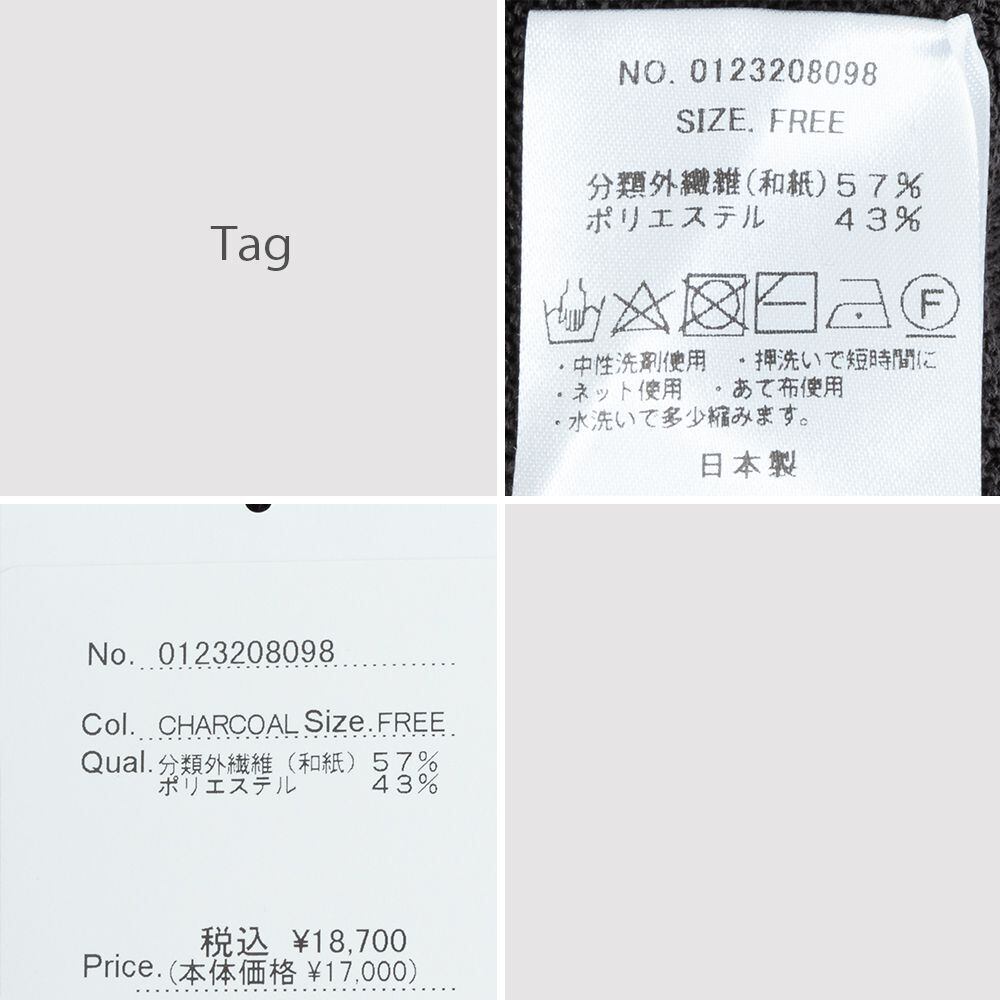 Tag
NO. 0123208098
SIZE. FREE
分類外繊維(和紙)57%
ポリエステル 43%
F
・中性洗剤使用 ・押洗いで短時間に
・ネット使用 ・あて布使用
・水洗いで多少縮みます。
日本製
No. 0123208098
Col. CHARCOAL Size. FREE
Qual. 分類外繊維(和紙) 57%
ポリエステル 43%
税込 ¥18,700
Price. (本体価格 ¥17,000)